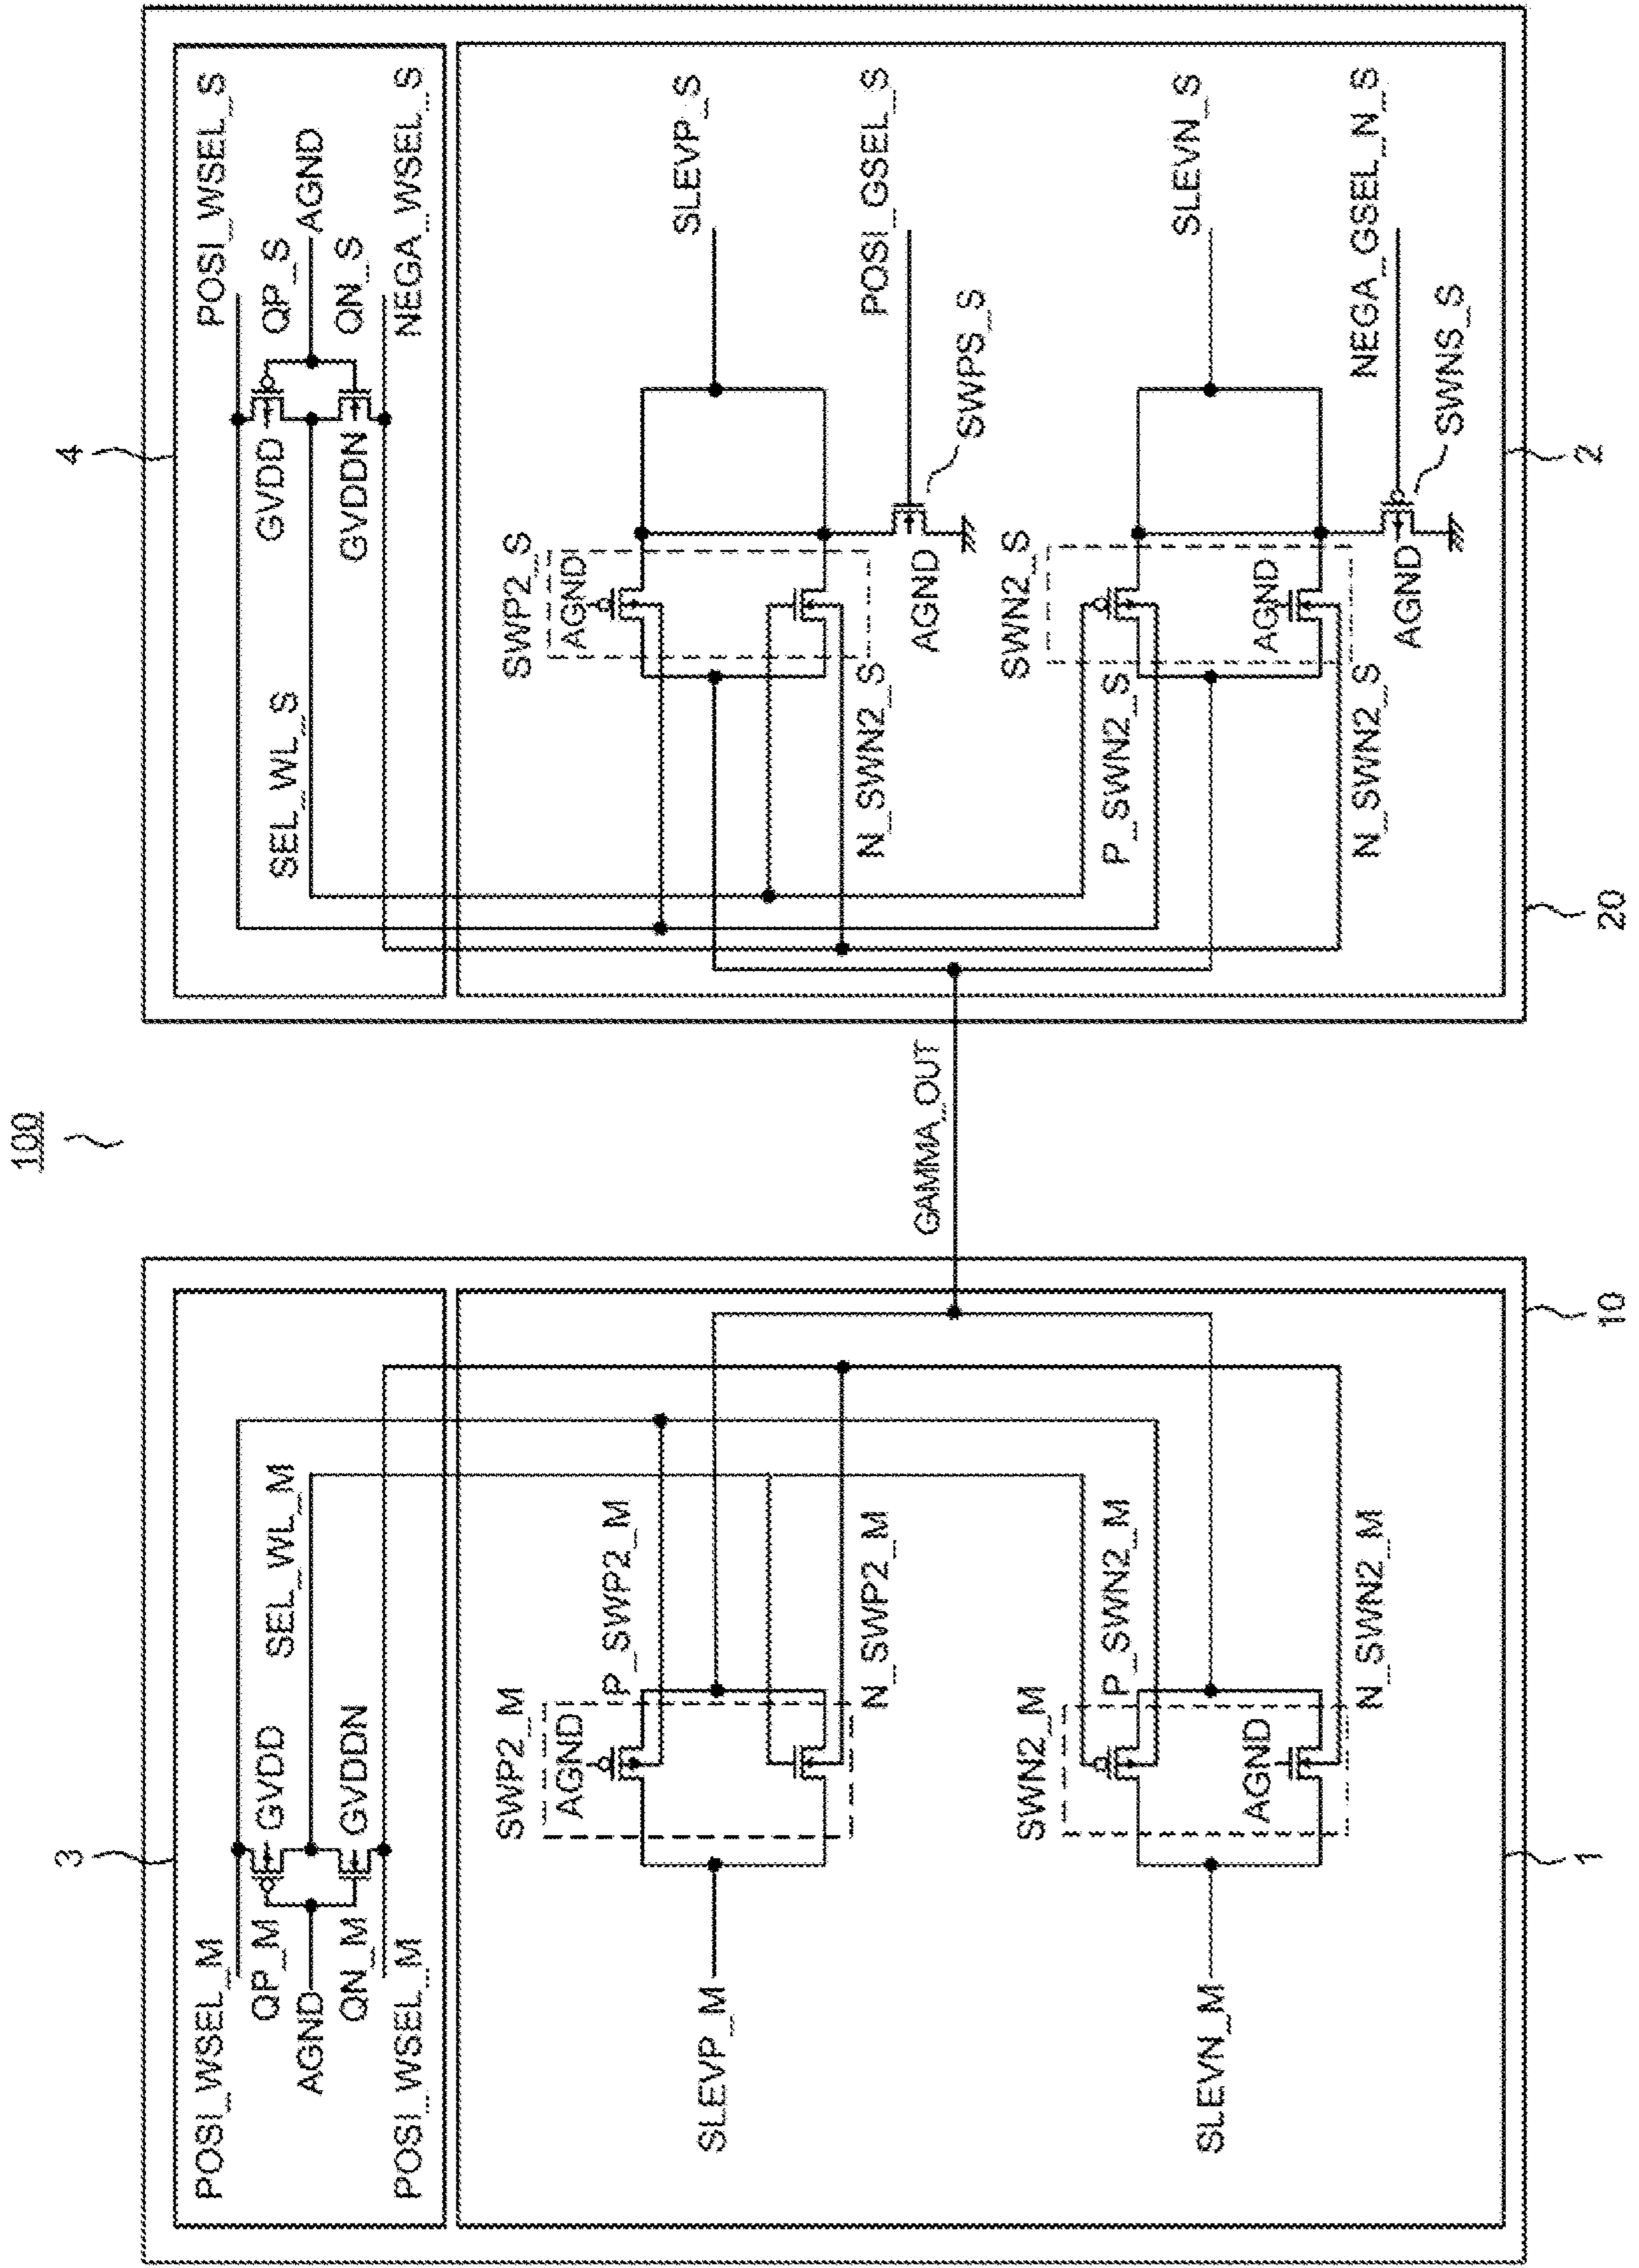 100
3
POSI_WSEL_M
QP_M
GVDD
SEL_WL_M
AGND
QN_M
GVDDN
POSI_WSEL_M
SWP2_M
AGND
P_SWP2_M
SLEVP_M
N_SWP2_M
SWN2_M
P_SWN2_M
SLEVN_M
AGND
N_SWN2_M
1
10
GAMMA_OUT
4
POSI_WSEL_S
SEL_WL_S
GVDD
QP_S
AGND
GVDDN
QN_S
NEGA_WSEL_S
SWP2_S
AGND
SLEVP_S
N_SWN2_S
POSI_GSEL_S
AGND
SWPS_S
SWN2_S
P_SWN2_S
SLEVN_S
AGND
N_SWN2_S
NEGA_GSEL_N_S
AGND
SWNS_S
20
2